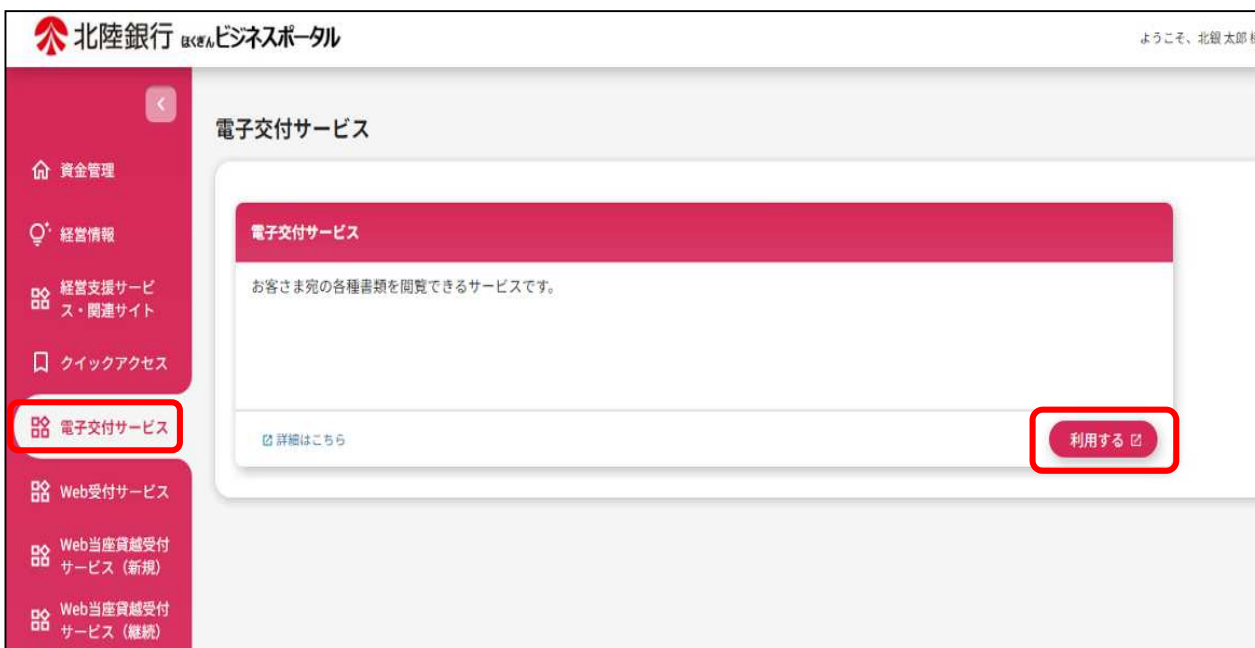 北陸銀行 ほくぎんビジネスポータル
ようこそ、北銀 太郎 様
電子交付サービス
資金管理
経営情報
経営支援サービ
ス・関連サイト
クイックアクセス
電子交付サービス
Web受付サービス
Web当座貸越受付
サービス（新規）
Web当座貸越受付
サービス（継続）
電子交付サービス
お客さま宛の各種書類を閲覧できるサービスです。
詳細はこちら
利用する